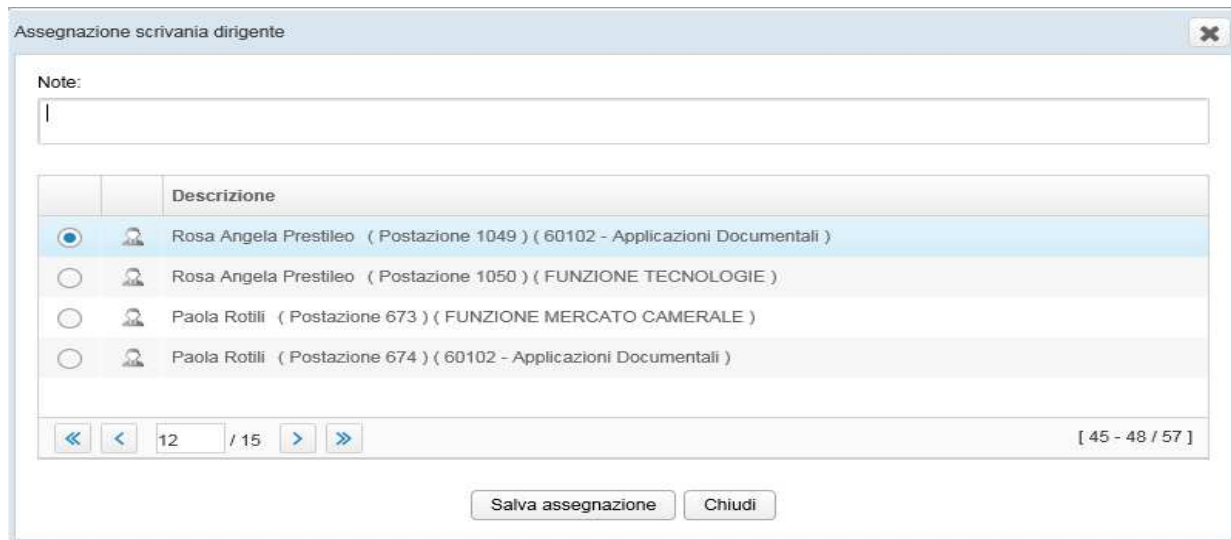 Assegnazione scrivania dirigente
Note:
Descrizione
Rosa Angela Prestileo ( Postazione 1049 ) ( 60102 - Applicazioni Documentali )
Rosa Angela Prestileo ( Postazione 1050 ) ( FUNZIONE TECNOLOGIE )
Paola Rotili ( Postazione 673 ) ( FUNZIONE MERCATO CAMERALE )
Paola Rotili ( Postazione 674 ) ( 60102 - Applicazioni Documentali )
12 / 15 [ 45 - 48 / 57 ]
Salva assegnazione Chiudi